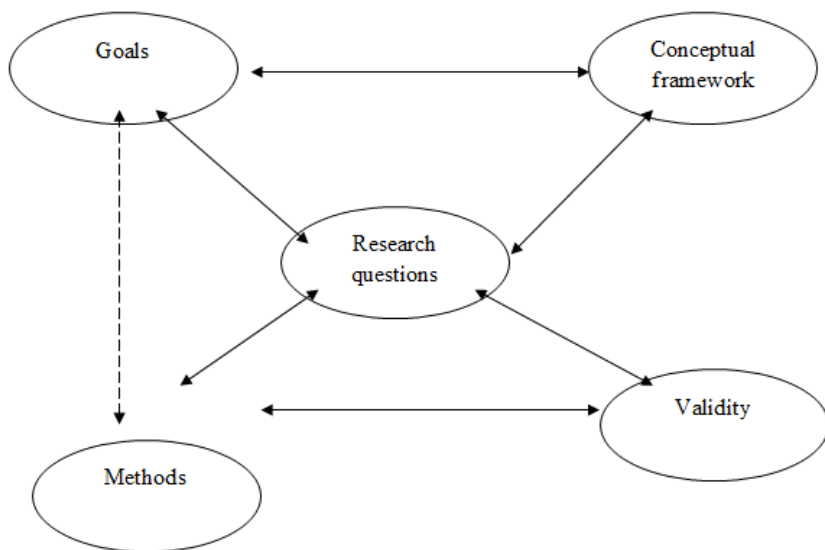 Goals
Conceptual
framework
Research
questions
Validity
Methods